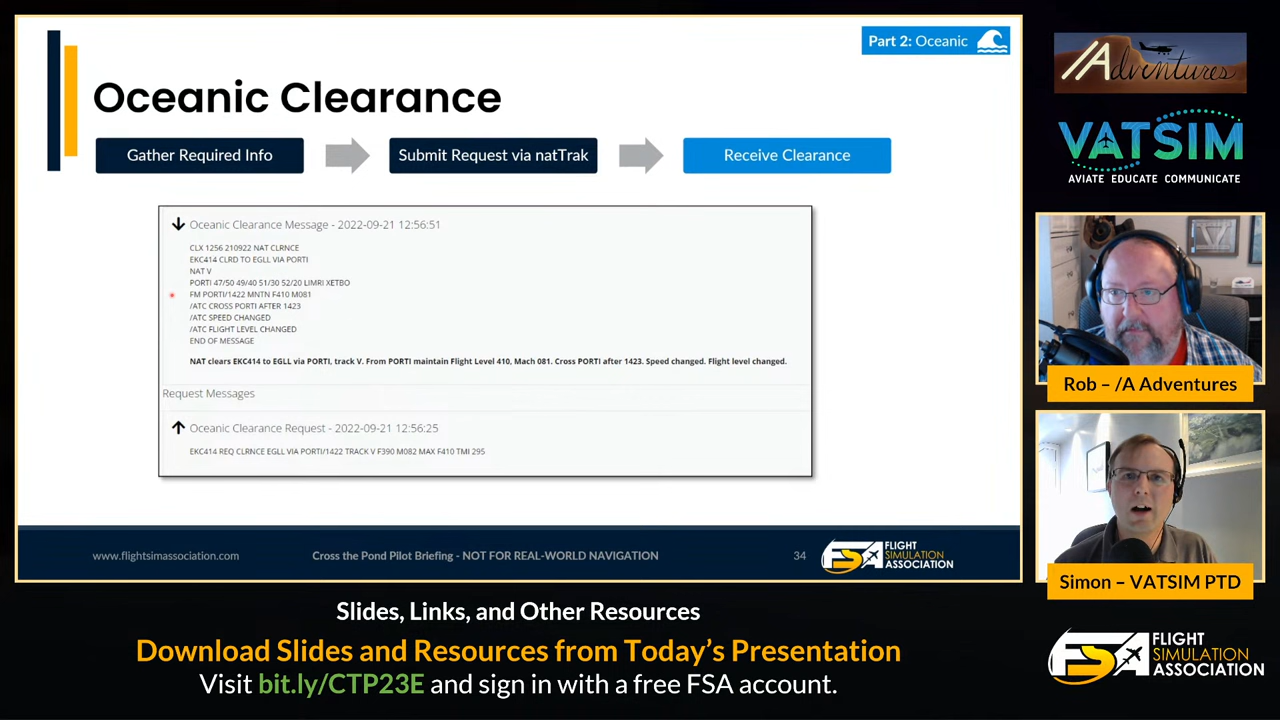 Part 2: Oceanic
Oceanic Clearance
Gather Required Info
Submit Request via natTrak
Receive Clearance
Oceanic Clearance Message - 2022-09-21 12:56:51
CLX 1256 210922 NAT CLRNCE
EKC414 CLRD TO EGLL VIA PORTI
NAT V
PORTI 47/50 49/40 51/30 52/20 LIMRI XETBO
FM PORTI/1422 MNTN F410 M081
/ATC CROSS PORTI AFTER 1423
/ATC SPEED CHANGED
/ATC FLIGHT LEVEL CHANGED
END OF MESSAGE
NAT clears EKC414 to EGLL via PORTI, track V. From PORTI maintain Flight Level 410, Mach 081. Cross PORTI after 1423. Speed changed. Flight level changed.
Request Messages
Oceanic Clearance Request - 2022-09-21 12:56:25
EKC414 REQ CLRNCE EGLL VIA PORTI/1422 TRACK V F390 M082 MAX F410 TMI 295
www.flightsimassociation.com
Cross the Pond Pilot Briefing - NOT FOR REAL-WORLD NAVIGATION
34
FSA FLIGHT
SIMULATION
ASSOCIATION
/Adventures
VATSIM
AVIATE EDUCATE COMMUNICATE
Rob – /A Adventures
Simon – VATSIM PTD
Slides, Links, and Other Resources
Download Slides and Resources from Today's Presentation
Visit bit.ly/CTP23E and sign in with a free FSA account.
FSA FLIGHT
SIMULATION
ASSOCIATION